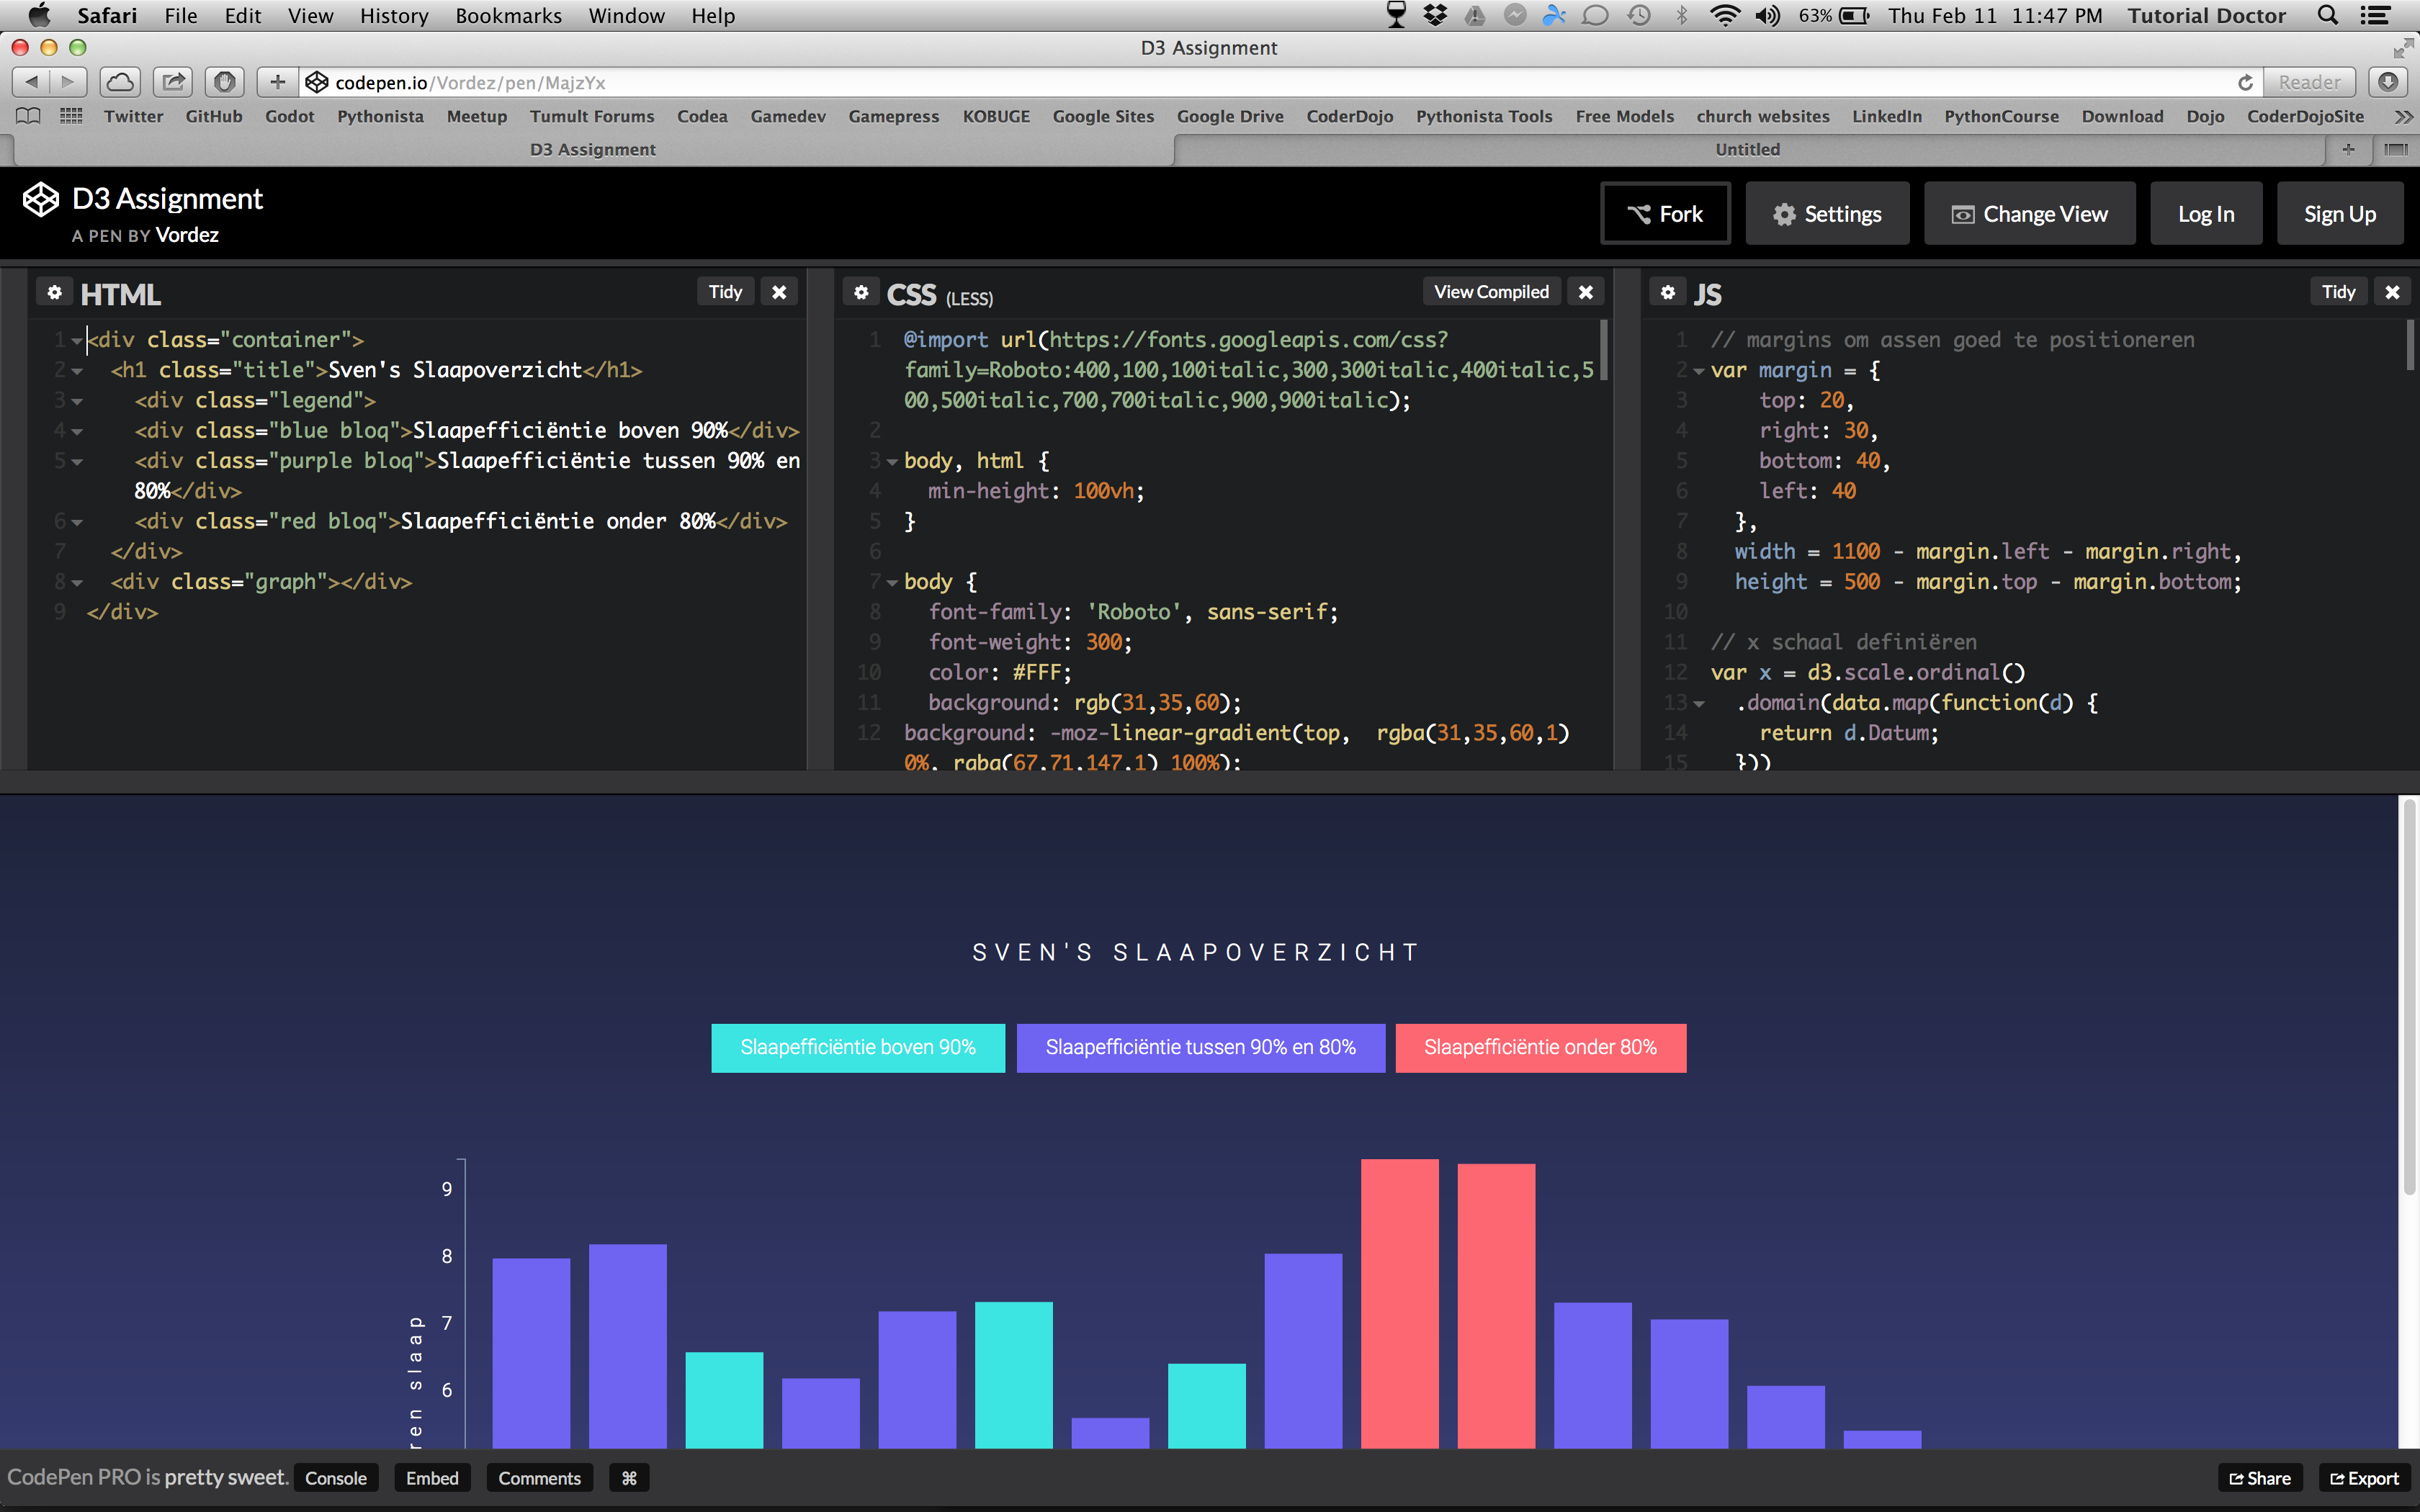 Safari File Edit View History Bookmarks Window Help 63% Thu Feb 11 11:47 PM Tutorial Doctor
D3 Assignment
codepen.io/Vordez/pen/MajzYx Reader
Twitter GitHub Godot Pythonista Meetup Tumult Forums Codea Gamedev Gamepress KOBUGE Google Sites Google Drive CoderDojo Pythonista Tools Free Models church websites LinkedIn PythonCourse Download Dojo CoderDojoSite
D3 Assignment Untitled
D3 Assignment
A PEN BY Vordez
Fork Settings Change View Log In Sign Up
HTML Tidy
1 <div class="container">
2 <h1 class="title">Sven's Slaapoverzicht</h1>
3 <div class="legend">
4 <div class="blue bloq">Slaapefficiëntie boven 90%</div>
5 <div class="purple bloq">Slaapefficiëntie tussen 90% en
80%</div>
6 <div class="red bloq">Slaapefficiëntie onder 80%</div>
7 </div>
8 <div class="graph"></div>
9 </div>
CSS (LESS) View Compiled
1 @import url(https://fonts.googleapis.com/css?
family=Roboto:400,100,100italic,300,300italic,400italic,5
00,500italic,700,700italic,900,900italic);
2
3 body, html {
4 min-height: 100vh;
5 }
6
7 body {
8 font-family: 'Roboto', sans-serif;
9 font-weight: 300;
10 color: #FFF;
11 background: rgb(31,35,60);
12 background: -moz-linear-gradient(top, rgba(31,35,60,1)
0%, rgba(67,71,147,1) 100%);
JS Tidy
1 // margins om assen goed te positioneren
2 var margin = {
3 top: 20,
4 right: 30,
5 bottom: 40,
6 left: 40
7 },
8 width = 1100 - margin.left - margin.right,
9 height = 500 - margin.top - margin.bottom;
10
11 // x schaal definiëren
12 var x = d3.scale.ordinal()
13 .domain(data.map(function(d) {
14 return d.Datum;
15 }))
SVEN'S SLAAPOVERZICHT
Slaapefficiëntie boven 90% Slaapefficiëntie tussen 90% en 80% Slaapefficiëntie onder 80%
9
8
7
6
ren slaap
CodePen PRO is pretty sweet. Console Embed Comments ⌘ Share Export